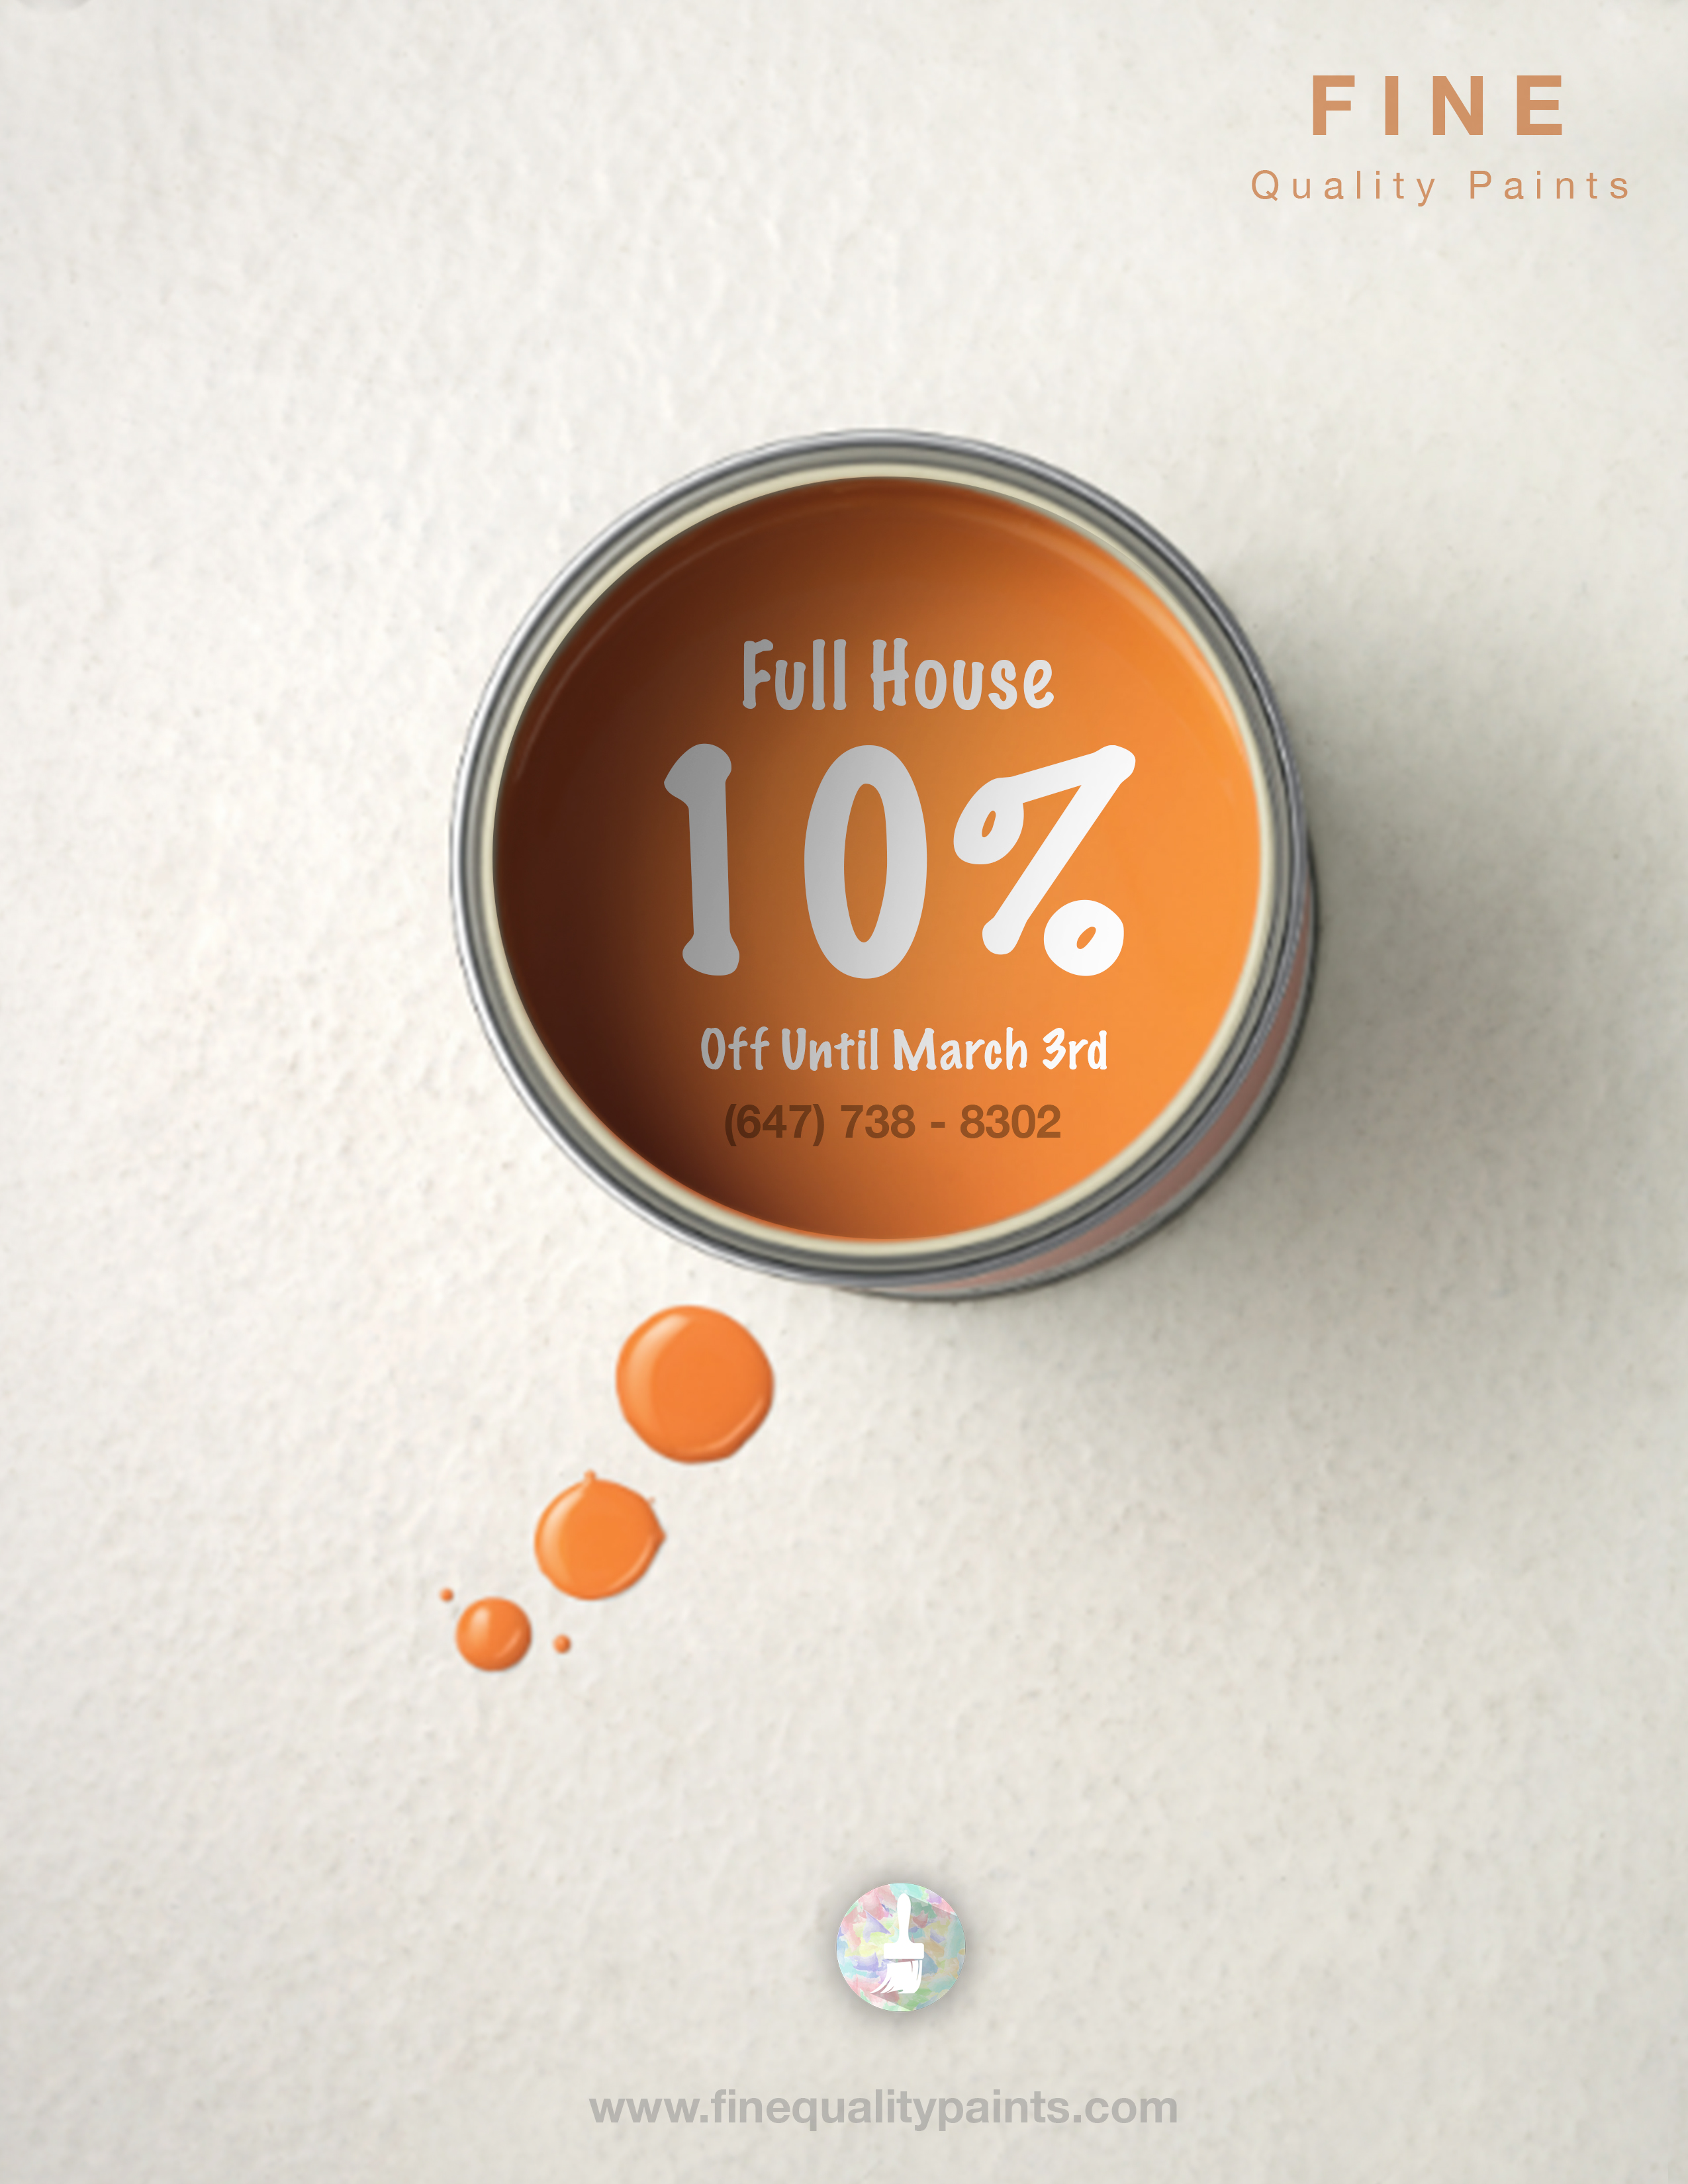 FINE
Quality Paints
Full House
10%
Off Until March 3rd
(647) 738 - 8302
www.finequalitypaints.com